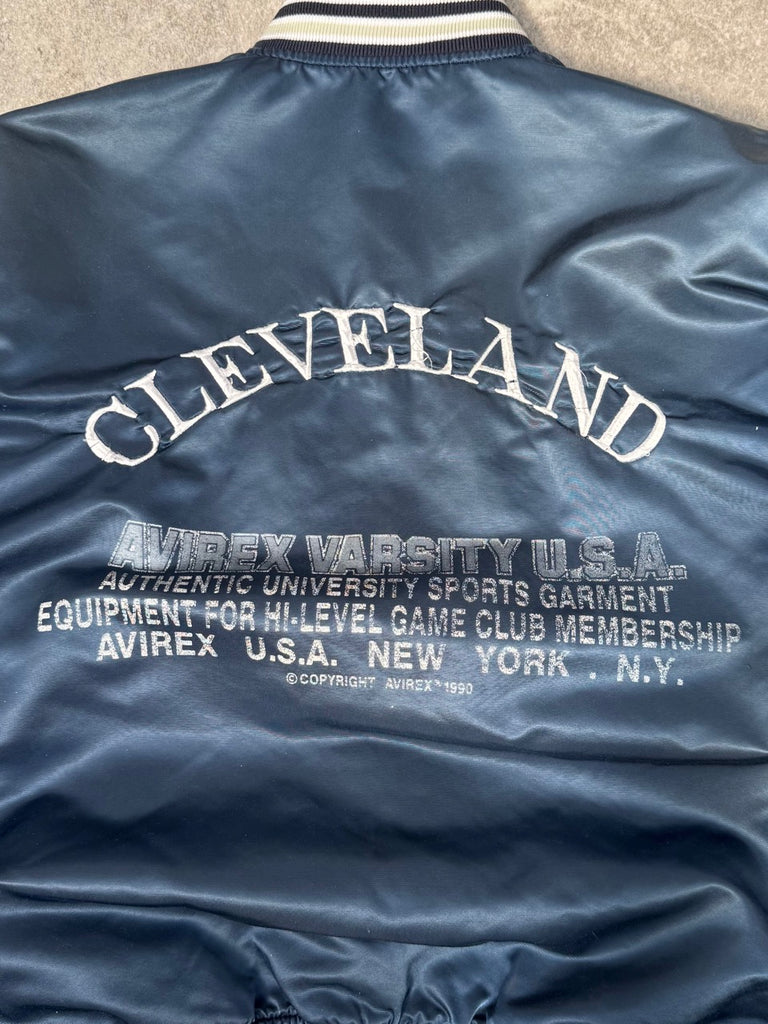 CLEVELAND
AVIREX VARSITY U.S.A.
AUTHENTIC UNIVERSITY SPORTS GARMENT
EQUIPMENT FOR HI-LEVEL GAME CLUB MEMBERSHIP
AVIREX U.S.A. NEW YORK . N.Y.
© COPYRIGHT AVIREX® 1990